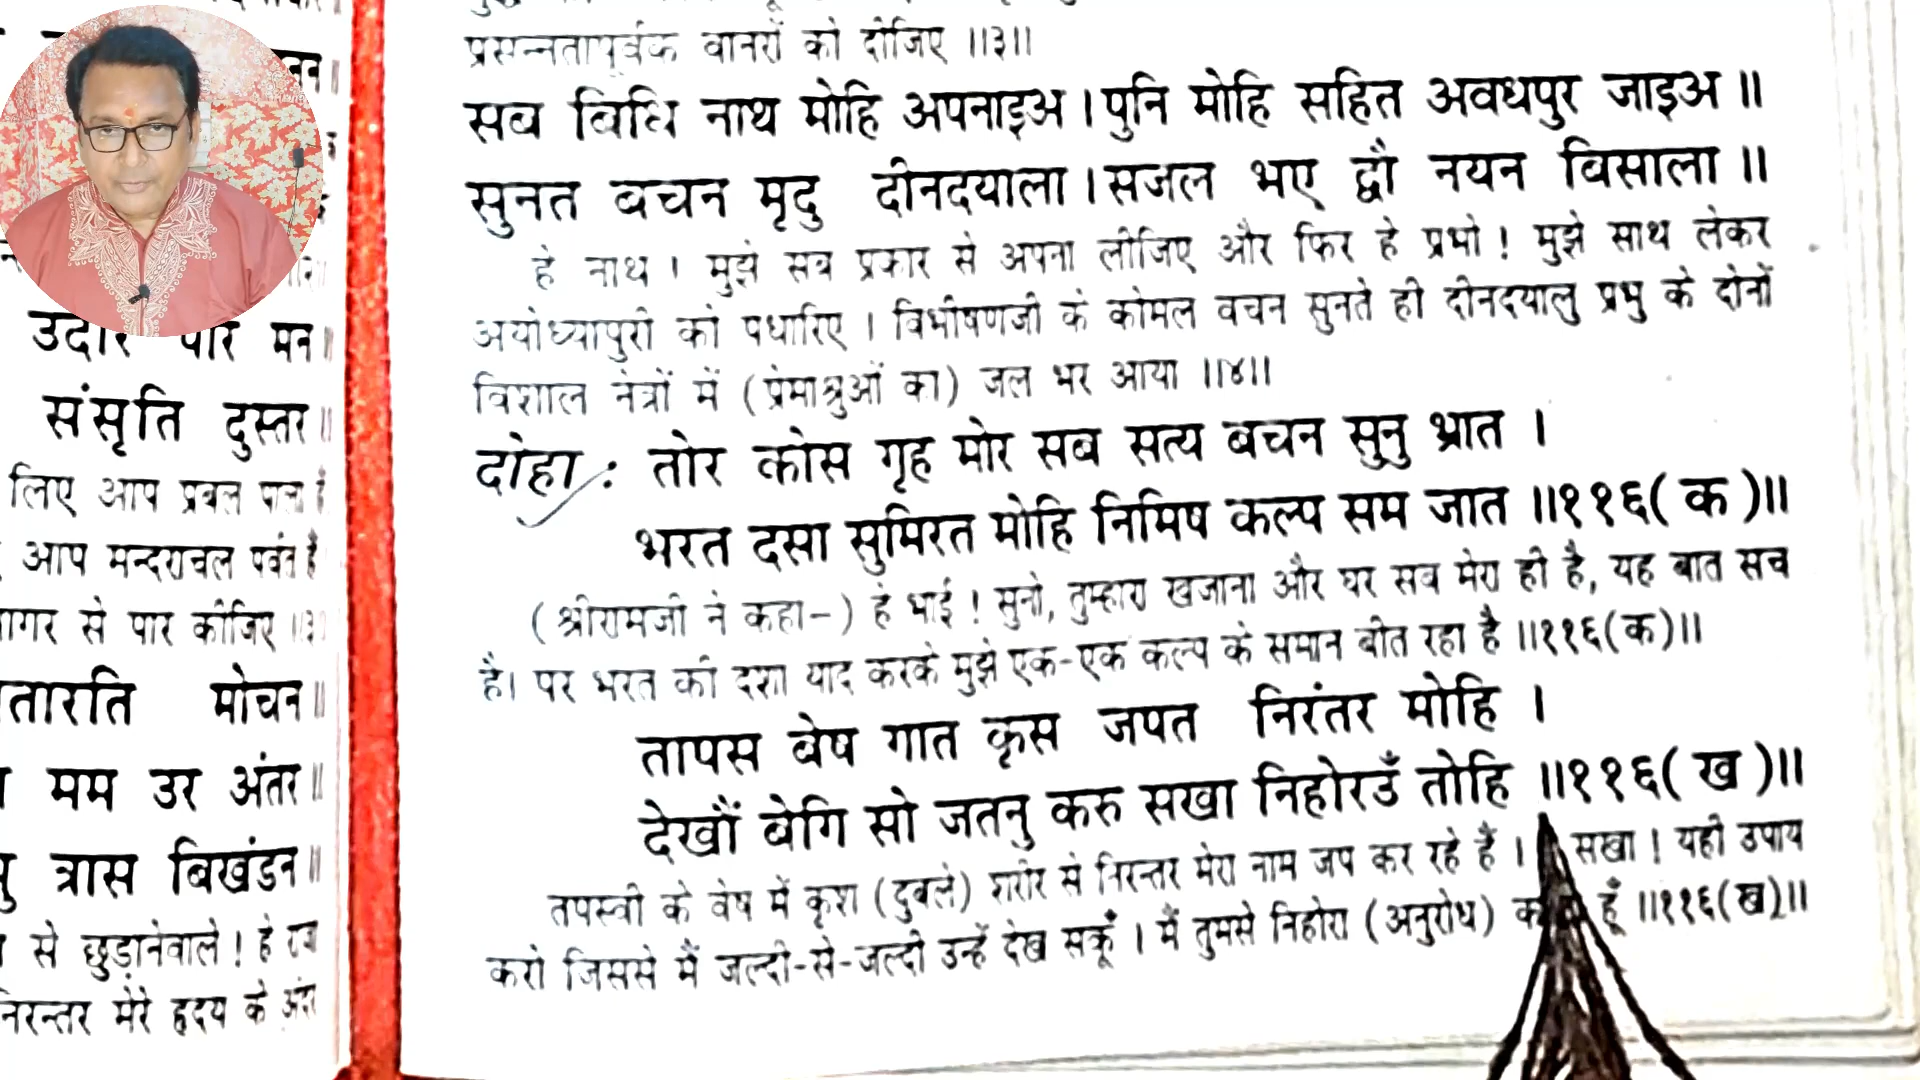 प्रसन्नतापूर्वक वानरों को दीजिए ॥३॥
सब बिधि नाथ मोहि अपनाइअ । पुनि मोहि सहित अवधपुर जाइअ ॥
सुनत बचन मृदु दीनदयाला । सजल भए द्वौ नयन बिसाला ॥
हे नाथ । मुझे सब प्रकार से अपना लीजिए और फिर हे प्रभो ! मुझे साथ लेकर
अयोध्यापुरी को पधारिए । विभीषणजी के कोमल वचन सुनते ही दीनदयालु प्रभु के दोनों
विशाल नेत्रों में (प्रेमाश्रुओं का) जल भर आया ॥४॥
दोहा : तोर कोस गृह मोर सब सत्य बचन सुनु भ्रात ।
भरत दसा सुमिरत मोहि निमिष कल्प सम जात ॥११६( क )॥
(श्रीरामजी ने कहा-) हे भाई ! सुनो, तुम्हारा खजाना और घर सब मेरा ही है, यह बात सच
है। पर भरत की दशा याद करके मुझे एक-एक कल्प के समान बीत रहा है ॥११६(क)॥
तापस बेष गात कृस जपत निरंतर मोहि ।
देखौं बेगि सो जतनु करु सखा निहोरउँ तोहि ॥११६( ख )॥
तपस्वी के वेष में कृश (दुबले) शरीर से निरन्तर मेरा नाम जप कर रहे हैं । सखा ! यही उपाय
करो जिससे मैं जल्दी-से-जल्दी उन्हें देख सकूँ । मैं तुमसे निहोरा (अनुरोध) हूँ ॥११६(ख)॥
उदार मन॥
संसृति दुस्तर॥
लिए आप प्रबल
आप मन्दराचल पर्वत हैं
से पार कीजिए
मोचन॥
मम उर अंतर॥
त्रास बिखंडन॥
से छुड़ानेवाले ! हे
निरन्तर मेरे हृदय के अंदर